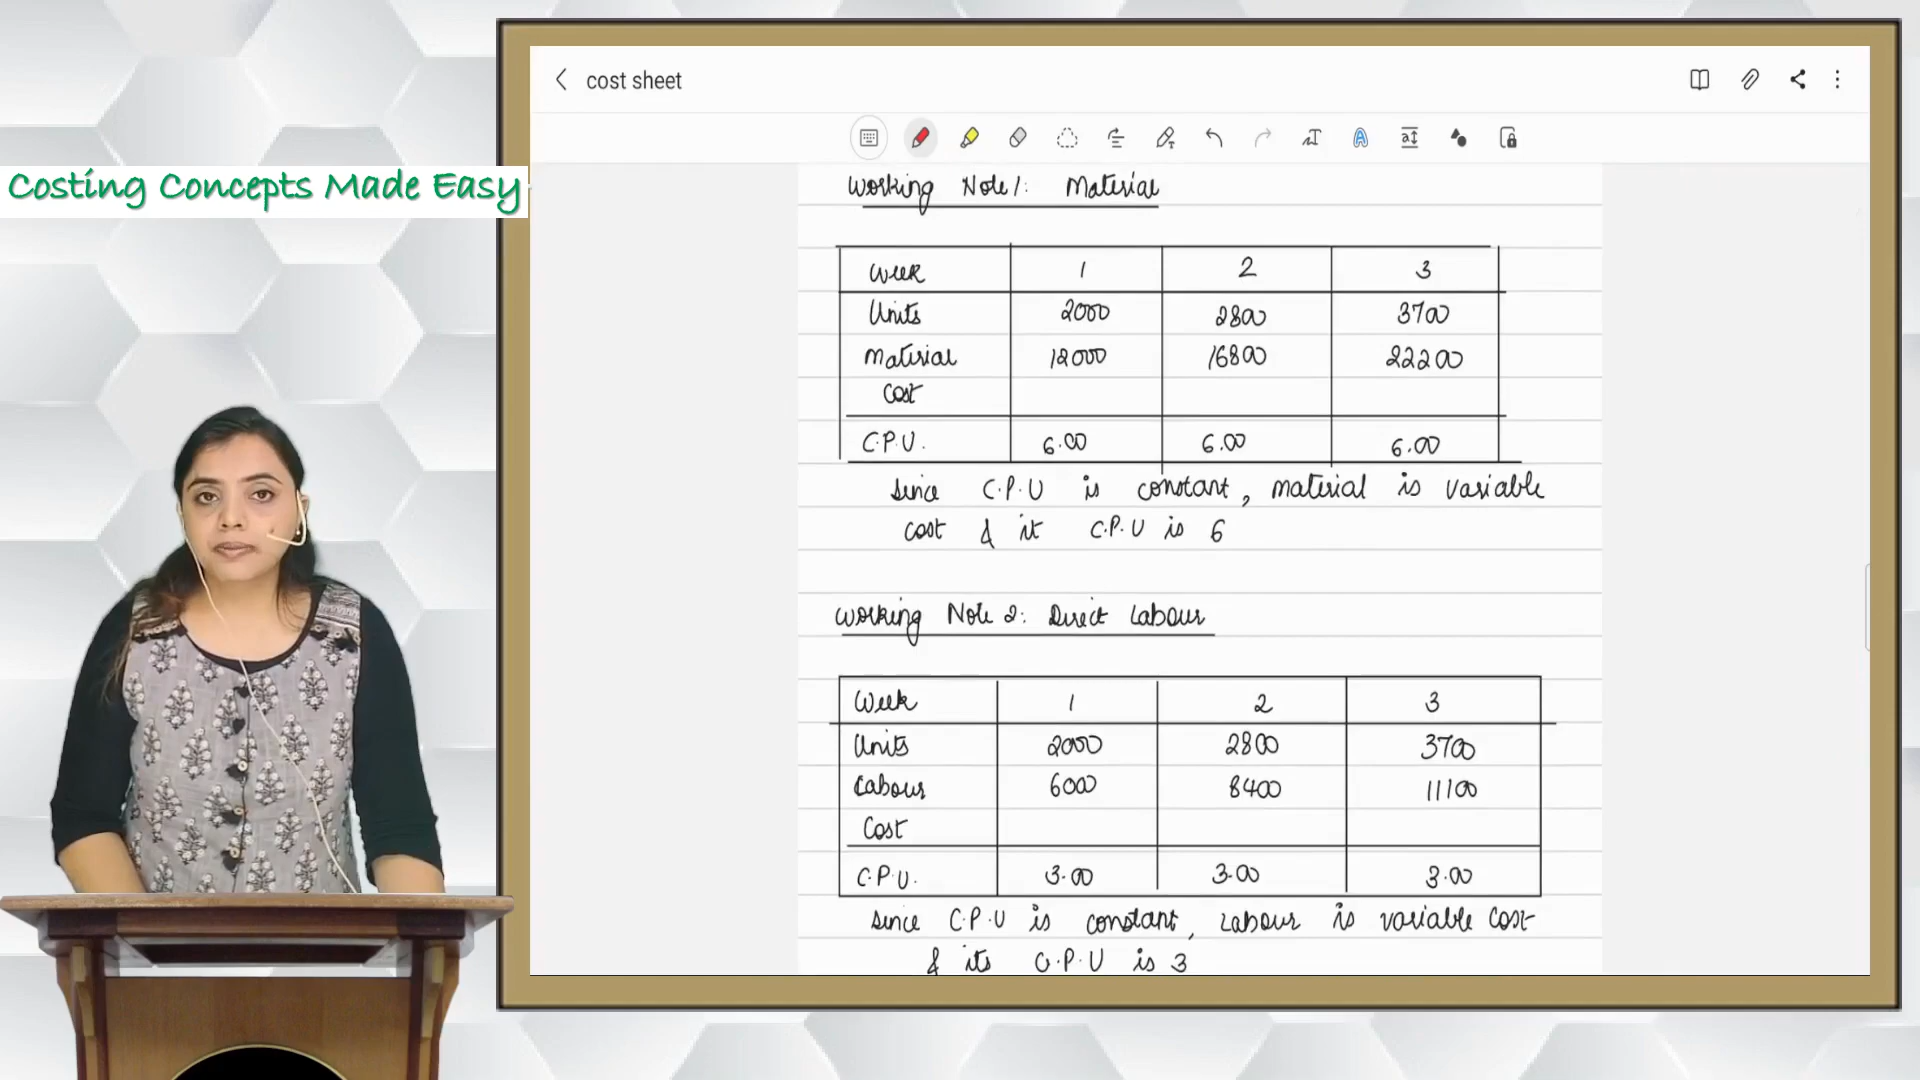 Costing Concepts Made Easy
cost sheet
Working Note 1: Material
Week 1 2 3
Units 2000 2800 3700
Material 12000 16800 22200
Cost
C.P.U. 6.00 6.00 6.00
Since C.P.U is constant, material is variable
cost & it C.P.U is 6
Working Note 2: Direct Labour
Week 1 2 3
Units 2000 2800 3700
Labour 6000 8400 11100
Cost
C.P.U. 3.00 3.00 3.00
Since C.P.U is constant, Labour is variable cost
& its C.P.U is 3